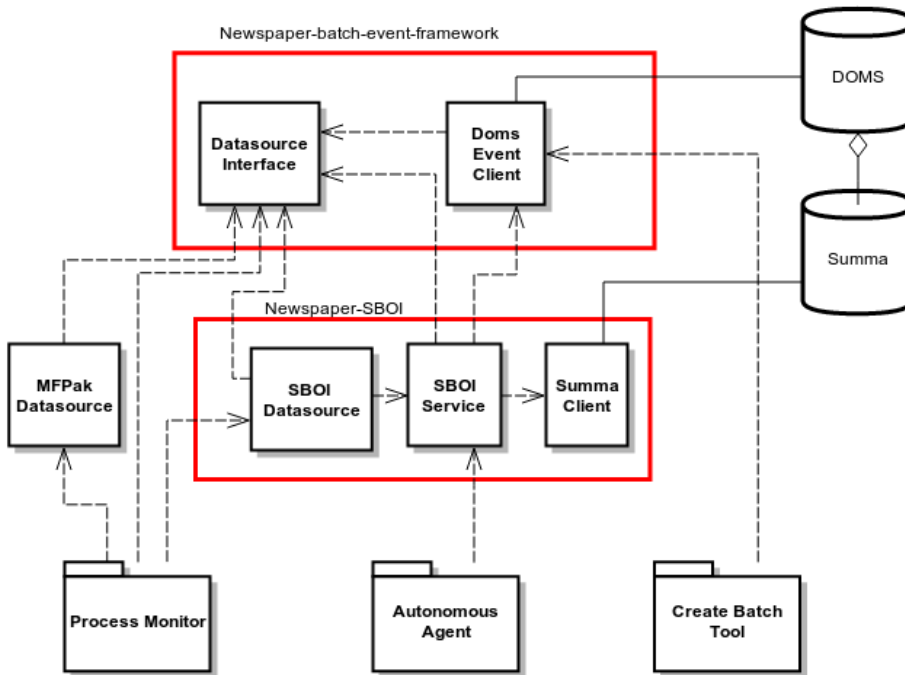 Newspaper-batch-event-framework
DOMS
Datasource
Interface
Doms
Event
Client
Summa
Newspaper-SBOI
MFPak
Datasource
SBOI
Datasource
SBOI
Service
Summa
Client
Process Monitor
Autonomous
Agent
Create Batch
Tool